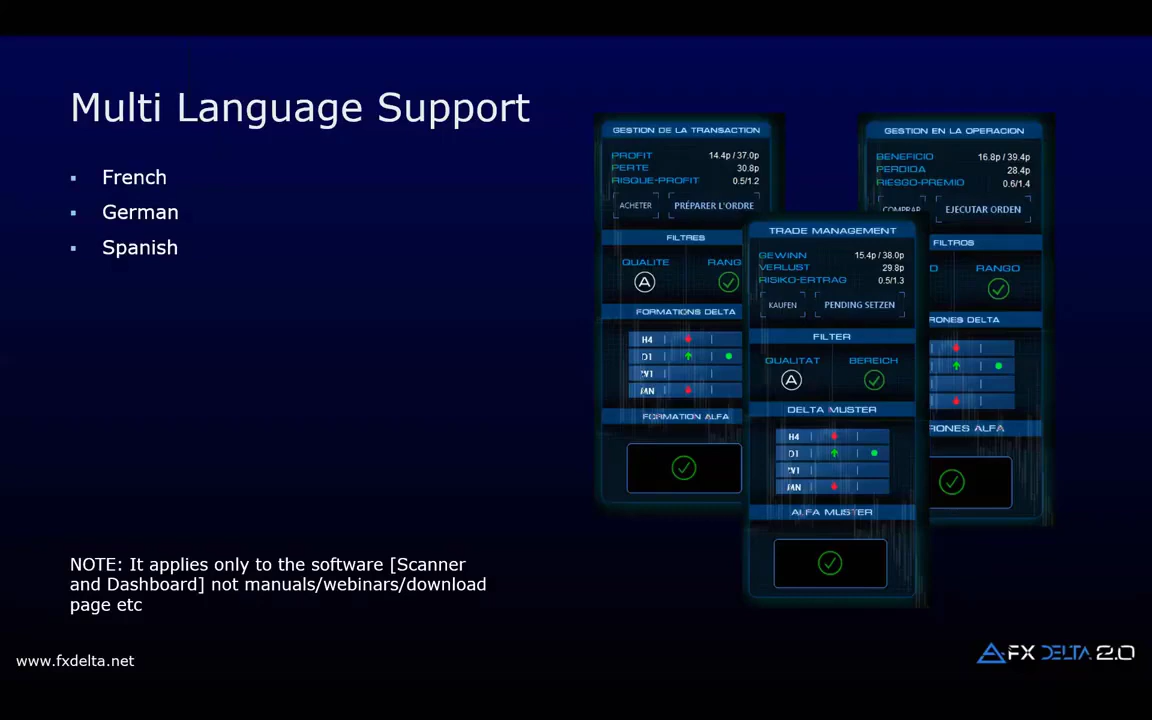 Multi Language Support
▪ French
▪ German
▪ Spanish
NOTE: It applies only to the software [Scanner
and Dashboard] not manuals/webinars/download
page etc
www.fxdelta.net
GESTION DE LA TRANSACTION
PROFIT 14.4p / 37.0p
PERTE 30.8p
RISQUE-PROFIT 0.5/1.2
ACHETER PRÉPARER L'ORDRE
FILTRES
QUALITE RANG
A
FORMATIONS DELTA
H4
D1
W1
MN
FORMATION ALFA
TRADE MANAGEMENT
GEWINN 15.4p / 38.0p
VERLUST 29.8p
RISIKO-ERTRAG 0.5/1.3
KAUFEN PENDING SETZEN
FILTER
QUALITAT BEREICH
A
DELTA MUSTER
H4
D1
W1
MN
ALFA MUSTER
GESTION EN LA OPERACION
BENEFICIO 16.8p / 39.4p
PERDIDA 28.4p
RIESGO-PREMIO 0.6/1.4
COMPRAR EJECUTAR ORDEN
FILTROS
D RANGO
RONES DELTA
RONES ALFA
FX DELTA 2.0